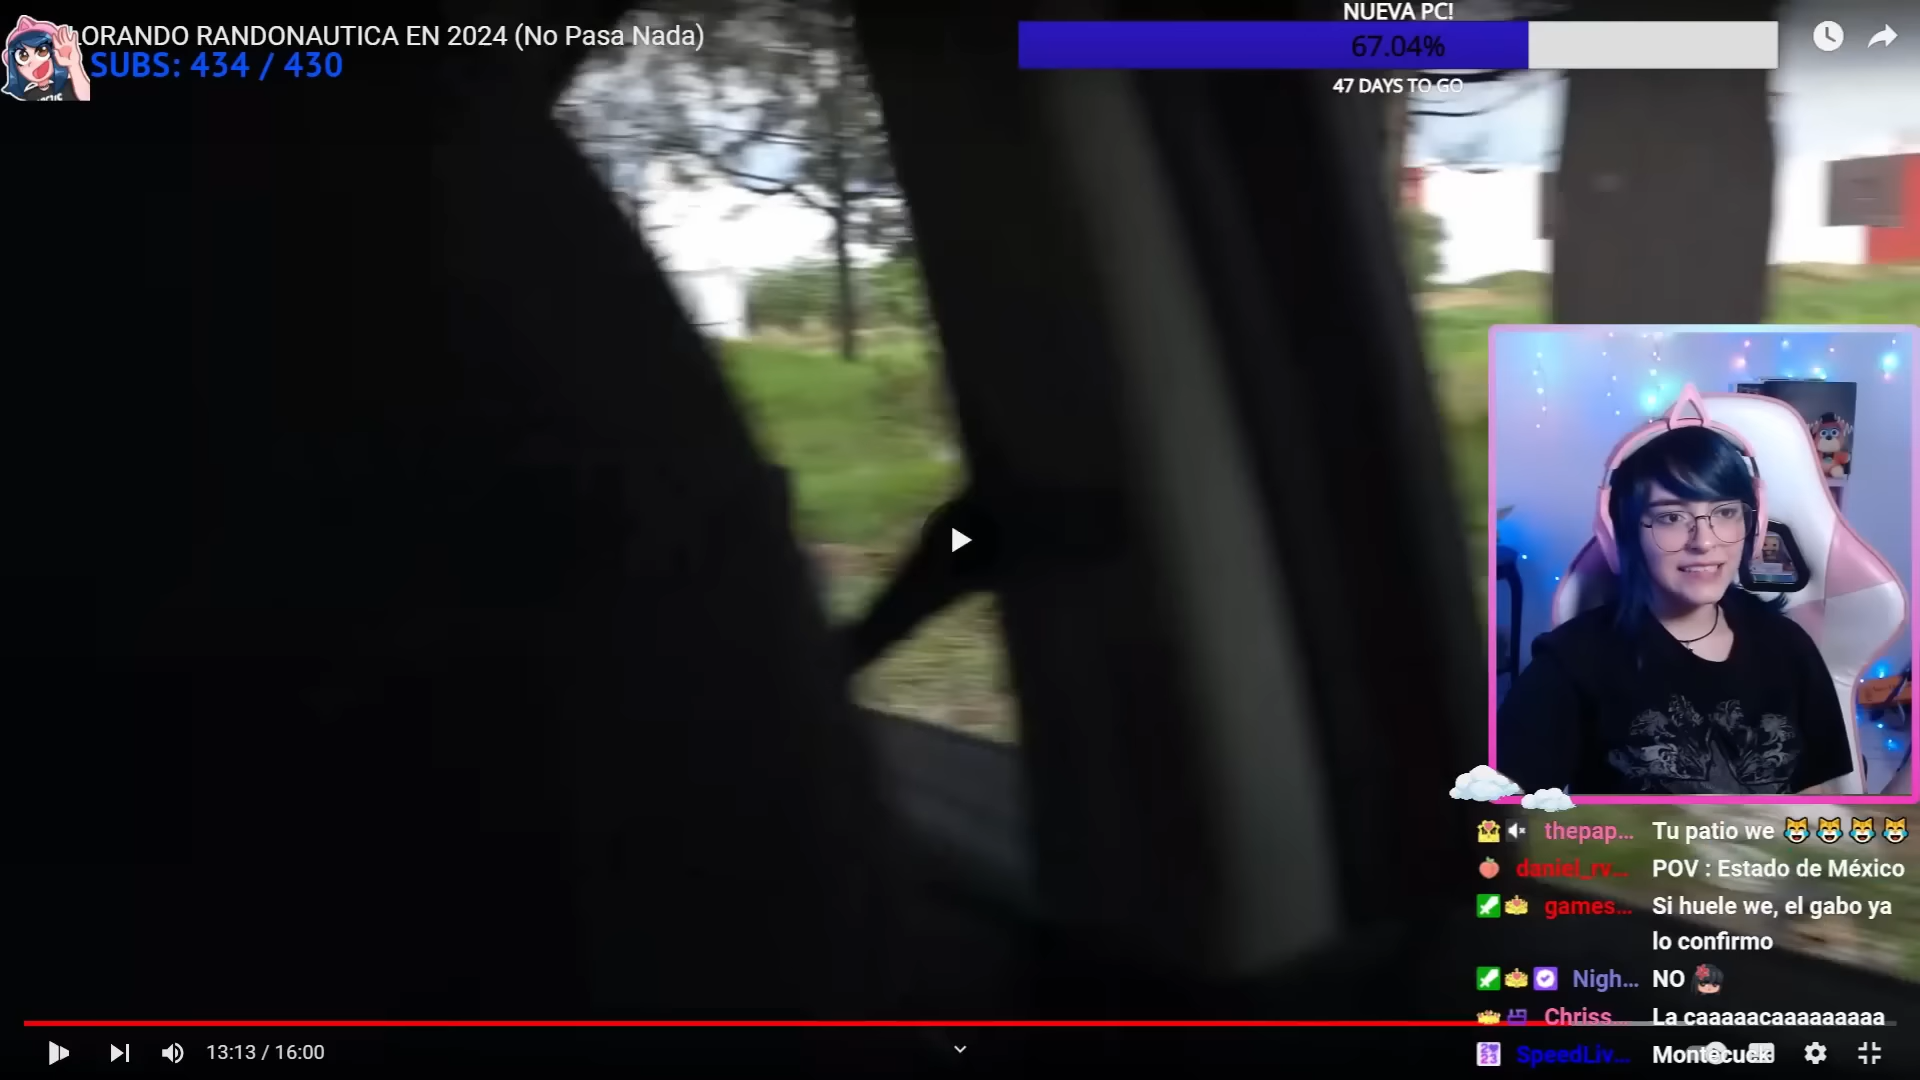 NUEVA PC!
ORANDO RANDONAUTICA EN 2024 (No Pasa Nada)
67.04%
SUBS: 434 / 430
47 DAYS TO GO
thepap... Tu patio we
daniel_rv... POV : Estado de México
games... Si huele we, el gabo ya
lo confirmo
Nigh... NO
Chriss... La caaaaacaaaaaaaaa
SpeedLiv...
13:13 / 16:00